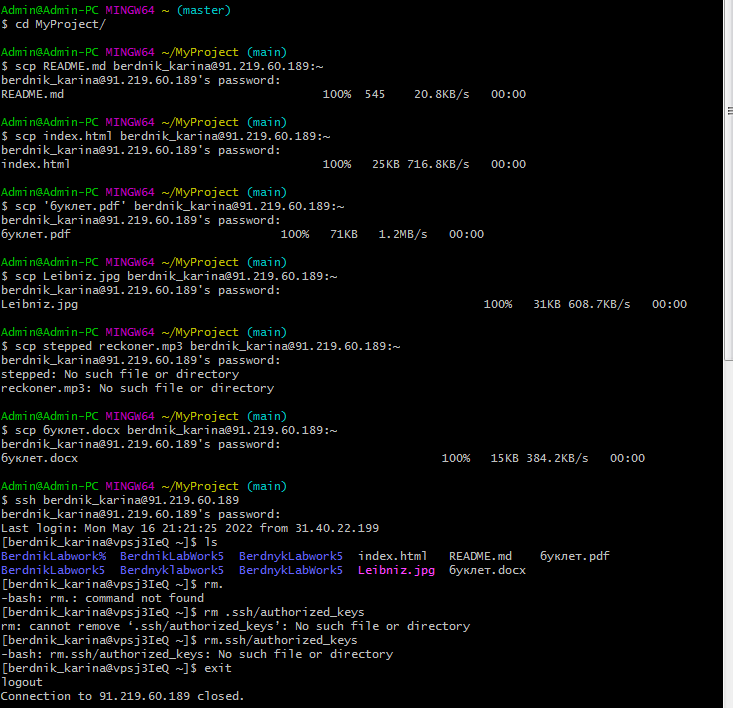 Admin@Admin-PC MINGW64 ~ (master)
$ cd MyProject/
Admin@Admin-PC MINGW64 ~/MyProject (main)
$ scp README.md berdnik_karina@91.219.60.189:~
berdnik_karina@91.219.60.189's password:
README.md 100% 545 20.8KB/s 00:00
Admin@Admin-PC MINGW64 ~/MyProject (main)
$ scp index.html berdnik_karina@91.219.60.189:~
berdnik_karina@91.219.60.189's password:
index.html 100% 25KB 716.8KB/s 00:00
Admin@Admin-PC MINGW64 ~/MyProject (main)
$ scp 'буклет.pdf' berdnik_karina@91.219.60.189:~
berdnik_karina@91.219.60.189's password:
буклет.pdf 100% 71KB 1.2MB/s 00:00
Admin@Admin-PC MINGW64 ~/MyProject (main)
$ scp Leibniz.jpg berdnik_karina@91.219.60.189:~
berdnik_karina@91.219.60.189's password:
Leibniz.jpg 100% 31KB 608.7KB/s 00:00
Admin@Admin-PC MINGW64 ~/MyProject (main)
$ scp stepped reckoner.mp3 berdnik_karina@91.219.60.189:~
berdnik_karina@91.219.60.189's password:
stepped: No such file or directory
reckoner.mp3: No such file or directory
Admin@Admin-PC MINGW64 ~/MyProject (main)
$ scp буклет.docx berdnik_karina@91.219.60.189:~
berdnik_karina@91.219.60.189's password:
буклет.docx 100% 15KB 384.2KB/s 00:00
Admin@Admin-PC MINGW64 ~/MyProject (main)
$ ssh berdnik_karina@91.219.60.189
berdnik_karina@91.219.60.189's password:
Last login: Mon May 16 21:21:25 2022 from 31.40.22.199
[berdnik_karina@vpsj3IeQ ~]$ ls
BerdnikLabwork% BerdnikLabWork5 BerdnykLabwork5 index.html README.md буклет.pdf
BerdnikLabwork5 Berdnyklabwork5 BerdnykLabWork5 Leibniz.jpg буклет.docx
[berdnik_karina@vpsj3IeQ ~]$ rm.
-bash: rm.: command not found
[berdnik_karina@vpsj3IeQ ~]$ rm .ssh/authorized_keys
rm: cannot remove ‘.ssh/authorized_keys’: No such file or directory
[berdnik_karina@vpsj3IeQ ~]$ rm.ssh/authorized_keys
-bash: rm.ssh/authorized_keys: No such file or directory
[berdnik_karina@vpsj3IeQ ~]$ exit
logout
Connection to 91.219.60.189 closed.